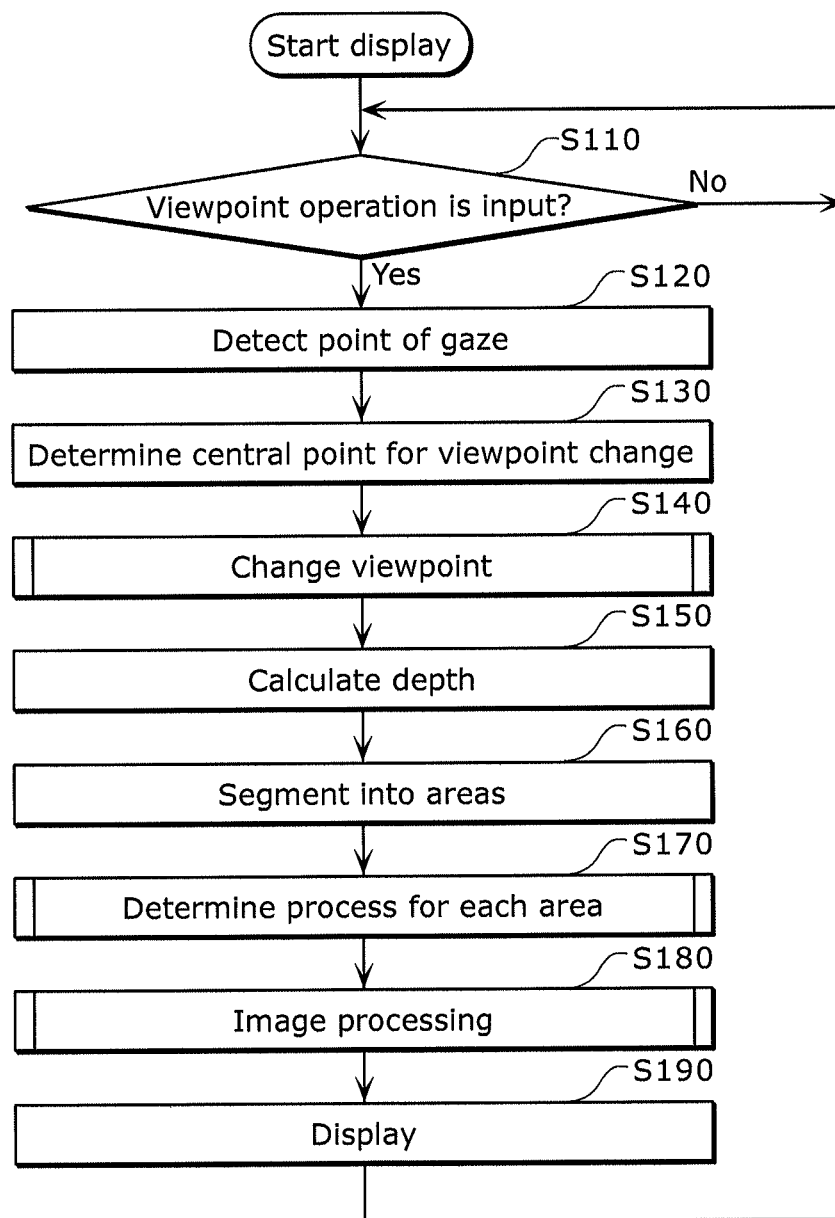 Start display
S110
Viewpoint operation is input?
No
Yes
S120
Detect point of gaze
S130
Determine central point for viewpoint change
S140
Change viewpoint
S150
Calculate depth
S160
Segment into areas
S170
Determine process for each area
S180
Image processing
S190
Display